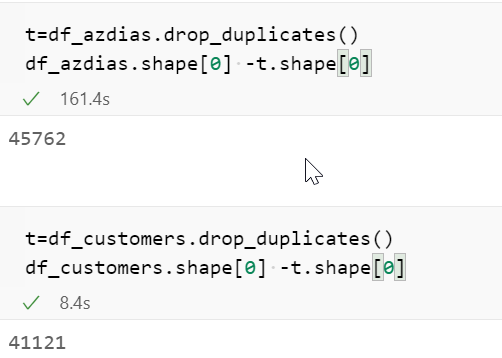 t=df_azdias.drop_duplicates()
df_azdias.shape[0] -t.shape[0]
161.4s
45762
t=df_customers.drop_duplicates()
df_customers.shape[0] -t.shape[0]
8.4s
41121